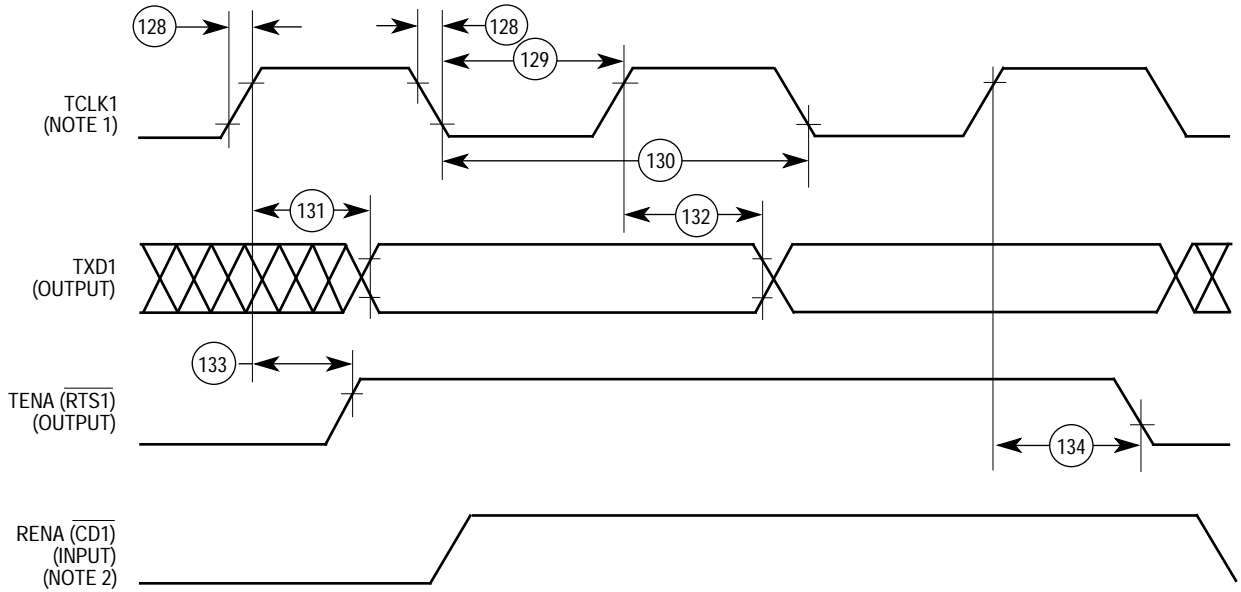 128
128
129
TCLK1
(NOTE 1)
130
131
132
TXD1
(OUTPUT)
133
TENA (RTS1)
(OUTPUT)
134
RENA (CD1)
(INPUT)
(NOTE 2)